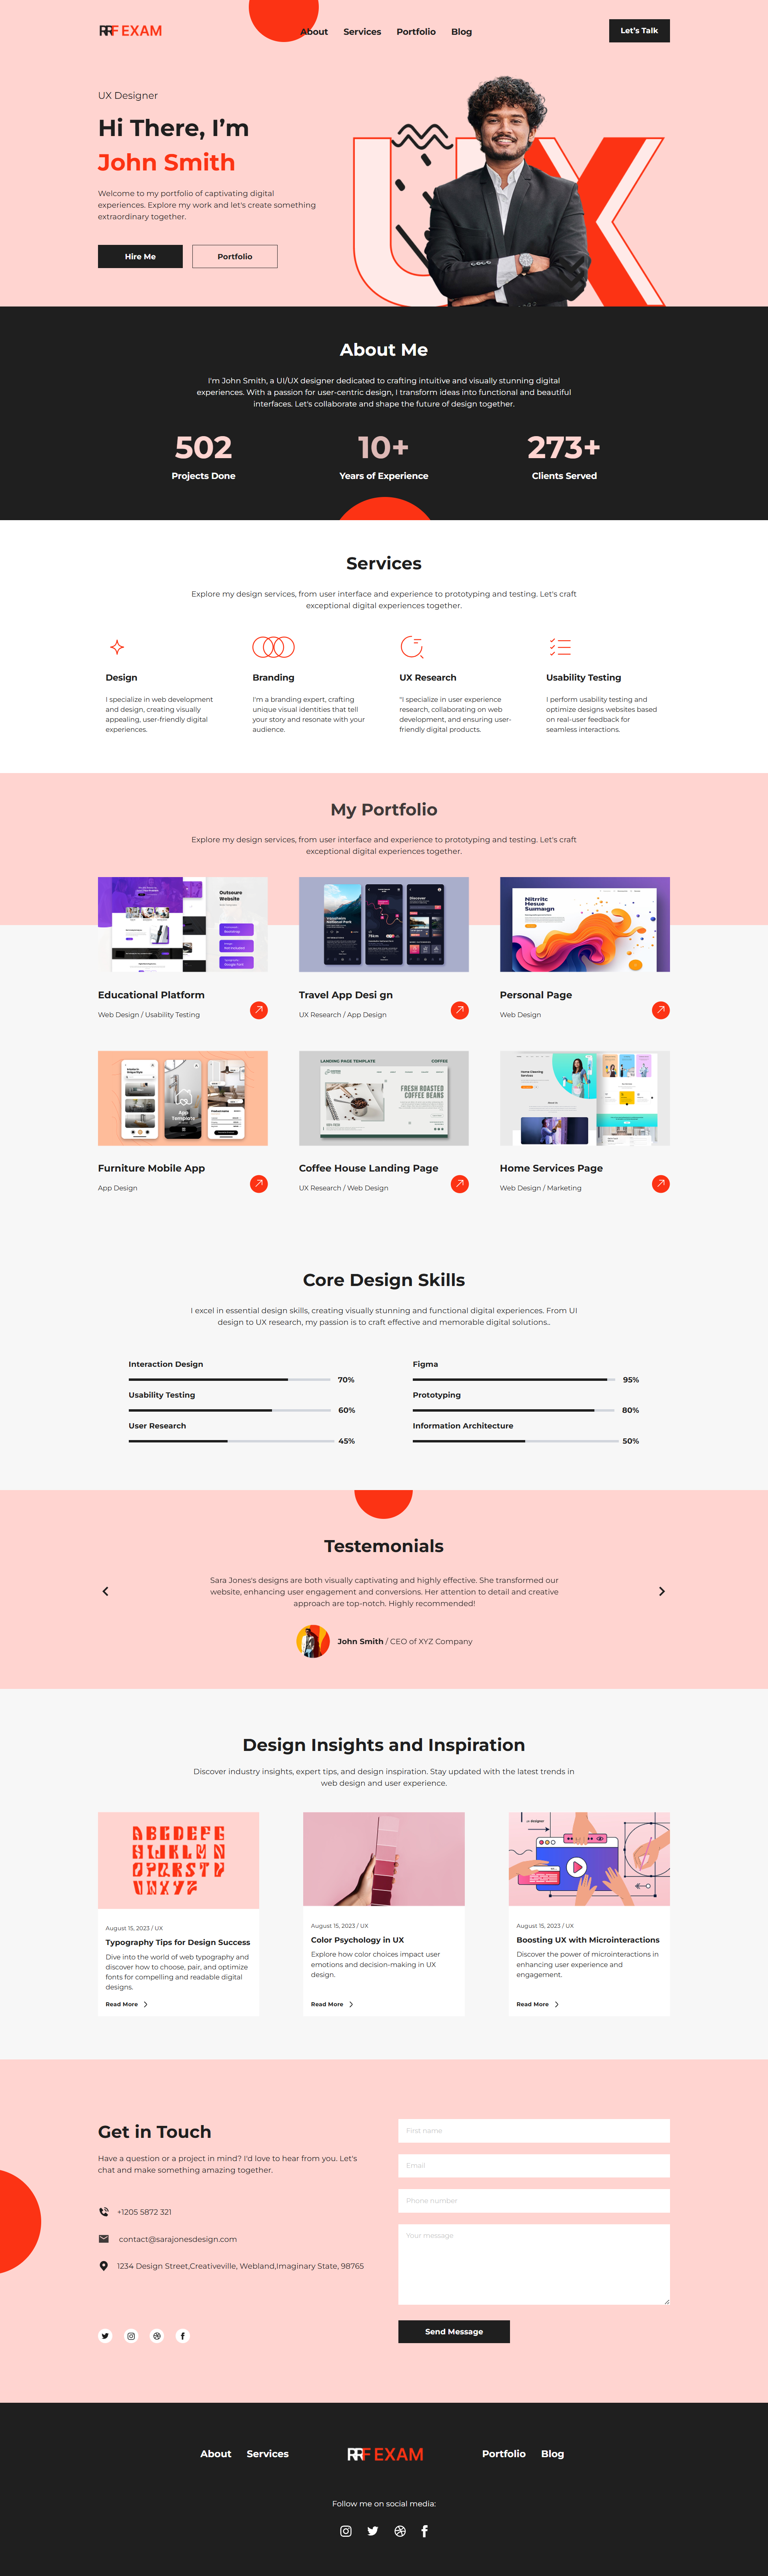 RRF EXAM
About Services Portfolio Blog
Let's Talk
UX Designer
Hi There, I'm
John Smith
Welcome to my portfolio of captivating digital
experiences. Explore my work and let's create something
extraordinary together.
Hire Me
Portfolio
UX
About Me
I'm John Smith, a UI/UX designer dedicated to crafting intuitive and visually stunning digital
experiences. With a passion for user-centric design, I transform ideas into functional and beautiful
interfaces. Let's collaborate and shape the future of design together.
502
Projects Done
10+
Years of Experience
273+
Clients Served
Services
Explore my design services, from user interface and experience to prototyping and testing. Let's craft
exceptional digital experiences together.
Design
I specialize in web development
and design, creating visually
appealing, user-friendly digital
experiences.
Branding
I'm a branding expert, crafting
unique visual identities that tell
your story and resonate with your
audience.
UX Research
"I specialize in user experience
research, collaborating on web
development, and ensuring user-
friendly digital products.
Usability Testing
I perform usability testing and
optimize designs websites based
on real-user feedback for
seamless interactions.
My Portfolio
Explore my design services, from user interface and experience to prototyping and testing. Let's craft
exceptional digital experiences together.
Outsoure
Website
Discover
Nitrritc
Hesue
Sumaign
Educational Platform
Web Design / Usability Testing
Travel App Desi gn
UX Research / App Design
Personal Page
Web Design
App
Template
LANDING PAGE TEMPLATE
COFFEE
FRESH ROASTED
COFFEE BEANS
Home Cleaning
Services
Furniture Mobile App
App Design
Coffee House Landing Page
UX Research / Web Design
Home Services Page
Web Design / Marketing
Core Design Skills
I excel in essential design skills, creating visually stunning and functional digital experiences. From UI
design to UX research, my passion is to craft effective and memorable digital solutions..
Interaction Design
70%
Usability Testing
60%
User Research
45%
Figma
95%
Prototyping
80%
Information Architecture
50%
Testemonials
Sara Jones's designs are both visually captivating and highly effective. She transformed our
website, enhancing user engagement and conversions. Her attention to detail and creative
approach are top-notch. Highly recommended!
John Smith / CEO of XYZ Company
Design Insights and Inspiration
Discover industry insights, expert tips, and design inspiration. Stay updated with the latest trends in
web design and user experience.
August 15, 2023 / UX
Typography Tips for Design Success
Dive into the world of web typography and
discover how to choose, pair, and optimize
fonts for compelling and readable digital
designs.
Read More
August 15, 2023 / UX
Color Psychology in UX
Explore how color choices impact user
emotions and decision-making in UX
design.
Read More
UX Designer
August 15, 2023 / UX
Boosting UX with Microinteractions
Discover the power of microinteractions in
enhancing user experience and
engagement.
Read More
Get in Touch
Have a question or a project in mind? I'd love to hear from you. Let's
chat and make something amazing together.
+1205 5872 321
contact@sarajonesdesign.com
1234 Design Street,Creativeville, Webland,Imaginary State, 98765
First name
Email
Phone number
Your message
Send Message
About Services
RRF EXAM
Portfolio Blog
Follow me on social media: